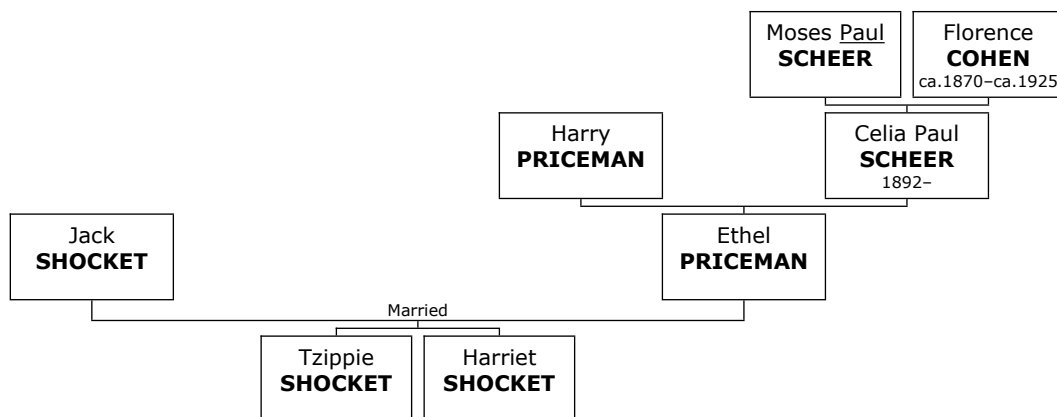 Moses Paul
SCHEER
Florence
COHEN
ca.1870–ca.1925
Harry
PRICEMAN
Celia Paul
SCHEER
1892–
Jack
SHOCKET
Ethel
PRICEMAN
Married
Tzippie
SHOCKET
Harriet
SHOCKET